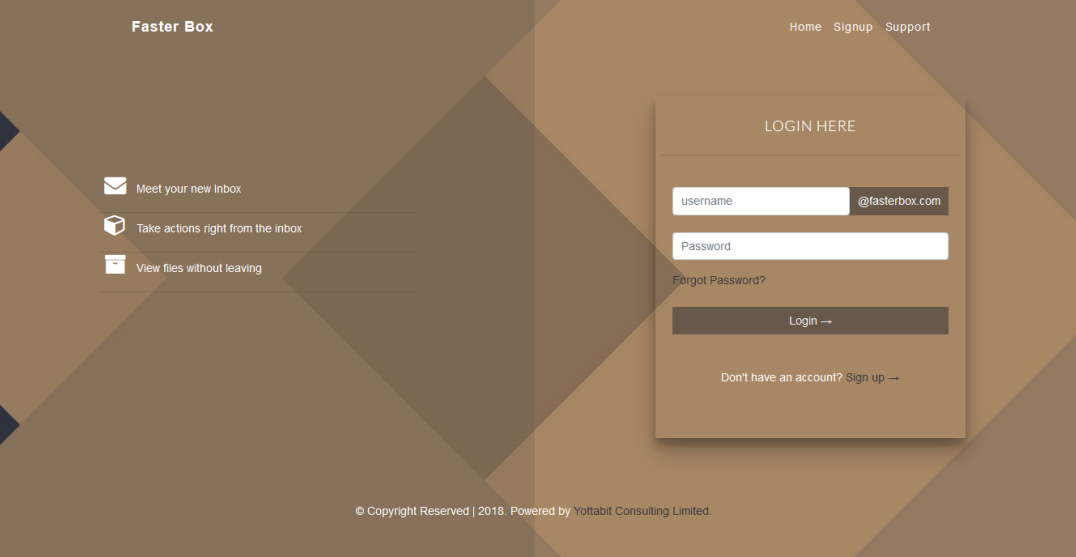 Faster Box
Home Signup Support
LOGIN HERE
Meet your new Inbox
Take actions right from the inbox
View files without leaving
username @fasterbox.com
Password
Forgot Password?
Login →
Don't have an account? Sign up →
© Copyright Reserved | 2018. Powered by Yottabit Consulting Limited.